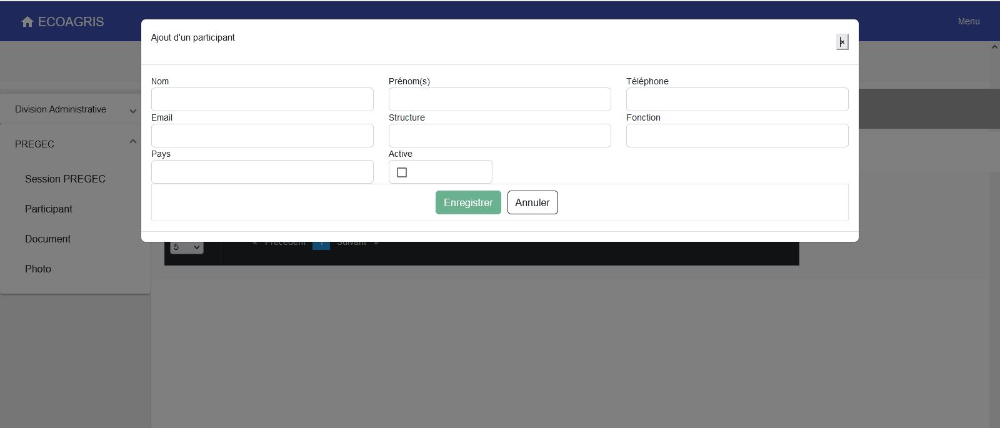 ECOAGRIS
Menu
Ajout d'un participant
×
Nom
Prénom(s)
Téléphone
Email
Structure
Fonction
Pays
Active
Enregistrer
Annuler
Division Administrative
PREGEC
Session PREGEC
Participant
Document
Photo
5
« Précédent 1 Suivant »